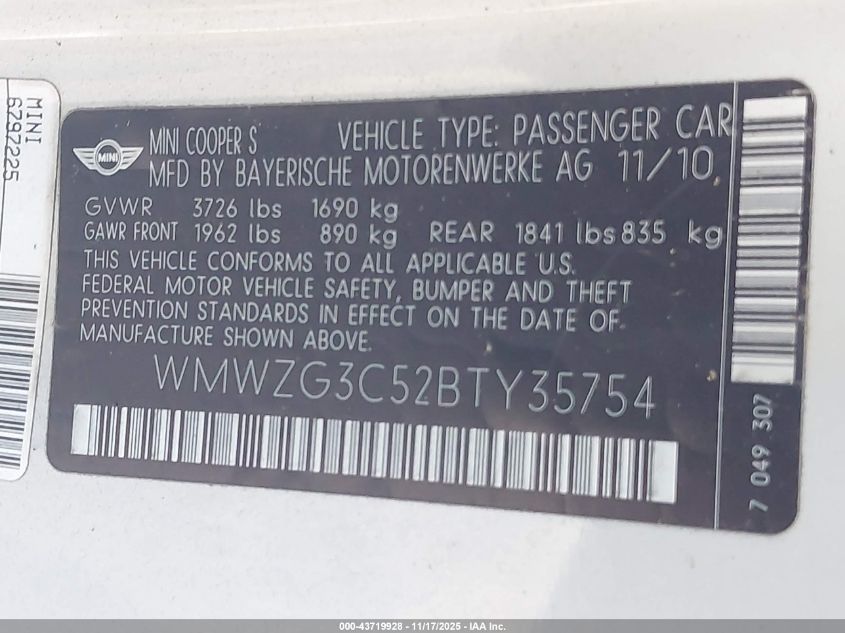 MINI
6797225
MINI
MINI COOPER S VEHICLE TYPE: PASSENGER CAR
MFD BY BAYERISCHE MOTORENWERKE AG 11/10
GVWR 3726 lbs 1690 kg
GAWR FRONT 1962 lbs 890 kg REAR 1841 lbs 835 kg
THIS VEHICLE CONFORMS TO ALL APPLICABLE U.S.
FEDERAL MOTOR VEHICLE SAFETY, BUMPER AND THEFT
PREVENTION STANDARDS IN EFFECT ON THE DATE OF
MANUFACTURE SHOWN ABOVE.
WMWZG3C52BTY35754
7 049 307
000-43719928 - 11/17/2025 - IAA Inc.